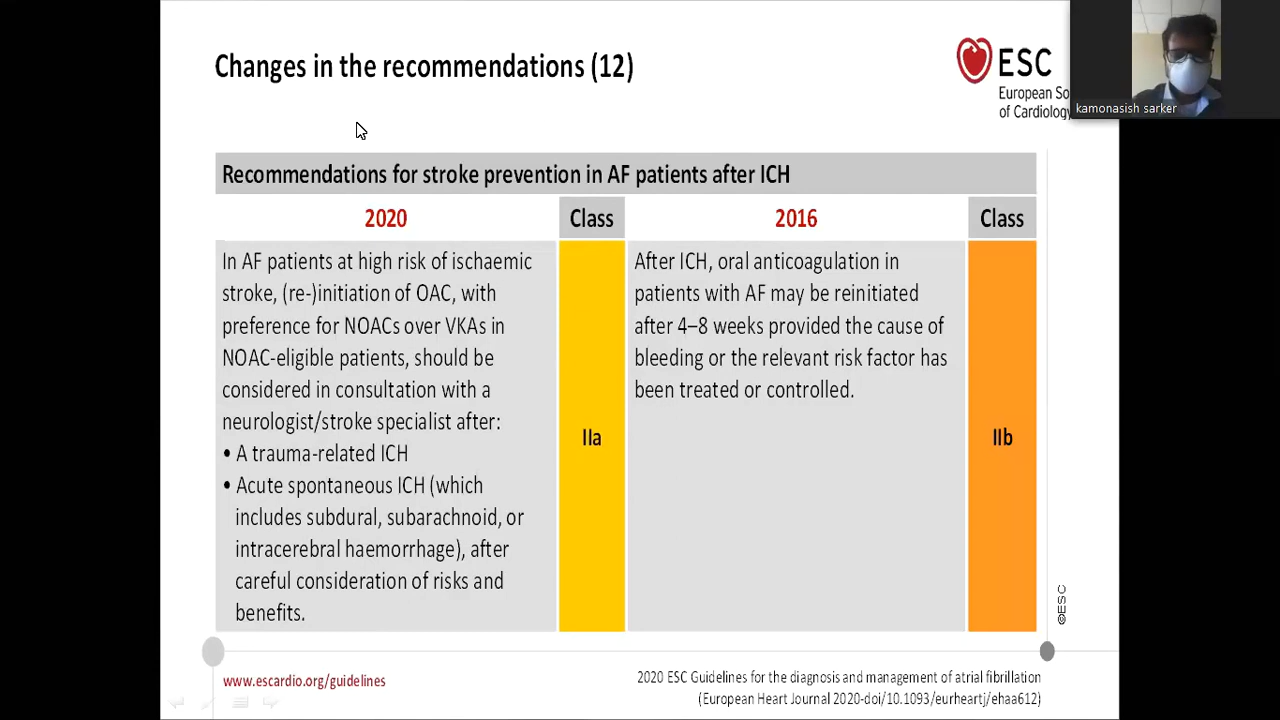 Changes in the recommendations (12)
ESC
European So
of Cardiology
kamonasish sarker
Recommendations for stroke prevention in AF patients after ICH
2020
Class
2016
Class
In AF patients at high risk of ischaemic
stroke, (re-)initiation of OAC, with
preference for NOACs over VKAs in
NOAC-eligible patients, should be
considered in consultation with a
neurologist/stroke specialist after:
• A trauma-related ICH
• Acute spontaneous ICH (which
includes subdural, subarachnoid, or
intracerebral haemorrhage), after
careful consideration of risks and
benefits.
IIa
After ICH, oral anticoagulation in
patients with AF may be reinitiated
after 4–8 weeks provided the cause of
bleeding or the relevant risk factor has
been treated or controlled.
IIb
©ESC
www.escardio.org/guidelines
2020 ESC Guidelines for the diagnosis and management of atrial fibrillation
(European Heart Journal 2020-doi/10.1093/eurheartj/ehaa612)